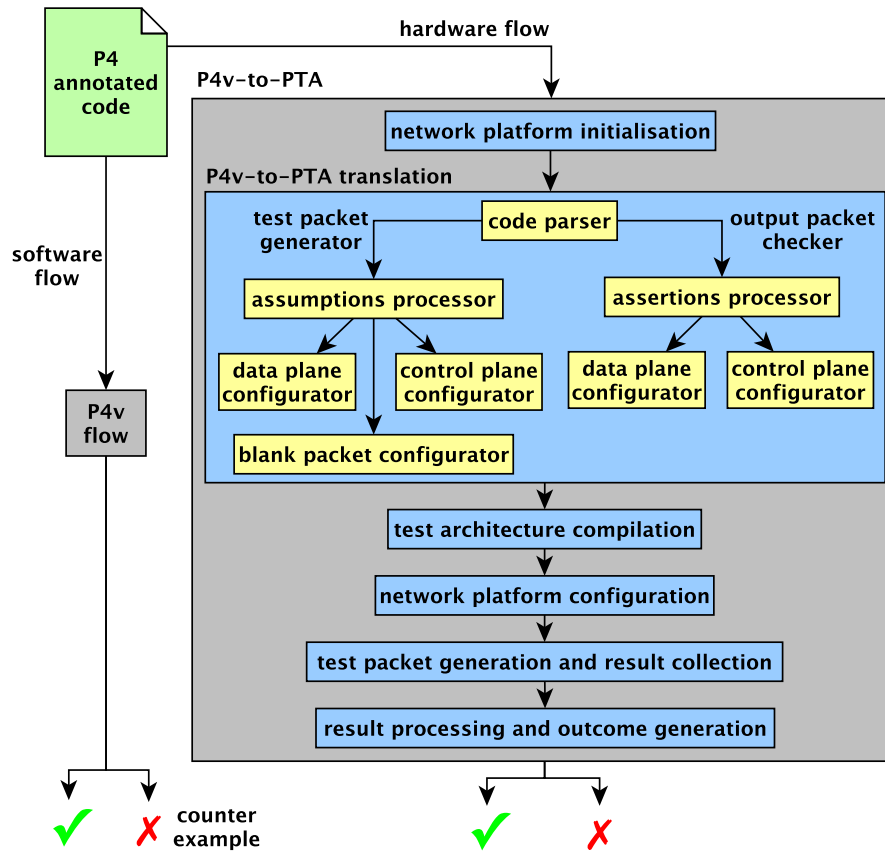 P4
annotated
code
hardware flow
P4v-to-PTA
network platform initialisation
P4v-to-PTA translation
test packet
generator
code parser
output packet
checker
software
flow
assumptions processor
assertions processor
data plane
configurator
control plane
configurator
data plane
configurator
control plane
configurator
P4v
flow
blank packet configurator
test architecture compilation
network platform configuration
test packet generation and result collection
result processing and outcome generation
counter
example